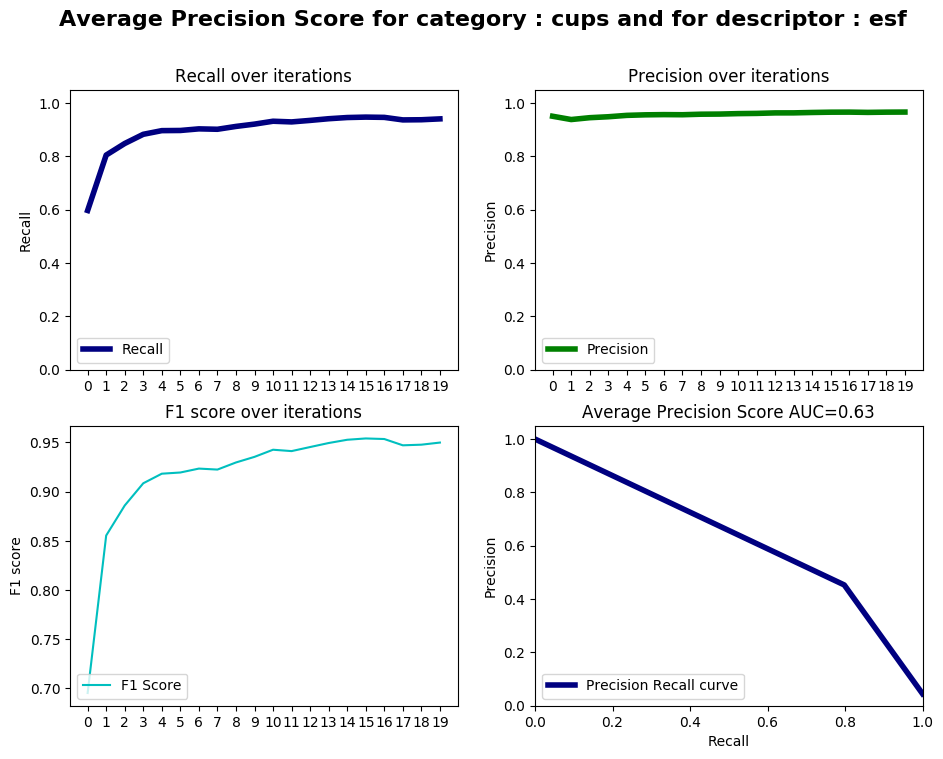 Average Precision Score for category : cups and for descriptor : esf
Recall over iterations
1.0
0.8
0.6
0.4
0.2
0.0
Recall
Recall
0 1 2 3 4 5 6 7 8 9 10 11 12 13 14 15 16 17 18 19
Precision over iterations
1.0
0.8
0.6
0.4
0.2
0.0
Precision
Precision
0 1 2 3 4 5 6 7 8 9 10 11 12 13 14 15 16 17 18 19
F1 score over iterations
0.95
0.90
0.85
0.80
0.75
0.70
F1 score
F1 Score
0 1 2 3 4 5 6 7 8 9 10 11 12 13 14 15 16 17 18 19
Average Precision Score AUC=0.63
1.0
0.8
0.6
0.4
0.2
0.0
Precision
Precision Recall curve
0.0 0.2 0.4 0.6 0.8 1.0
Recall